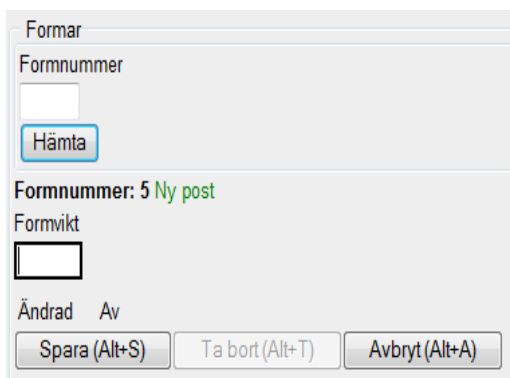 Formar
Formnummer
Hämta
Formnummer: 5 Ny post
Formvikt
Ändrad Av
Spara (Alt+S) Ta bort (Alt+T) Avbryt (Alt+A)